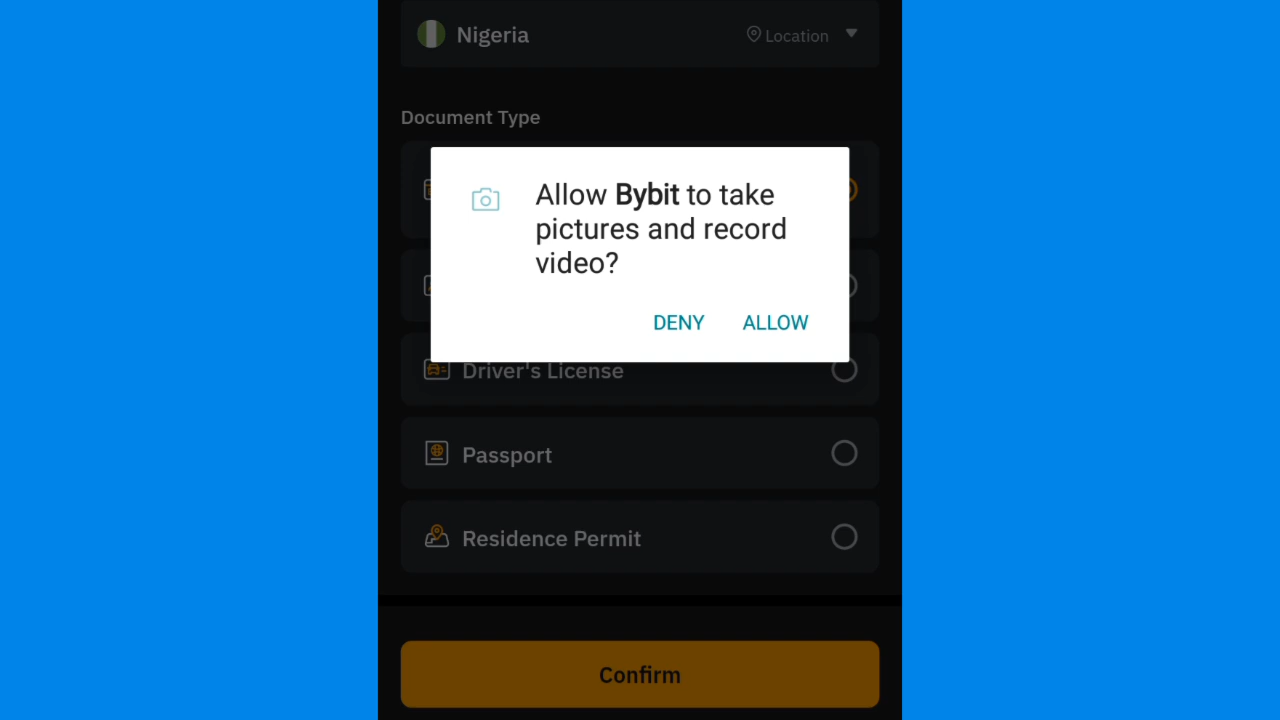 Nigeria
Location
Document Type
Allow Bybit to take
pictures and record
video?
DENY
ALLOW
Driver's License
Passport
Residence Permit
Confirm